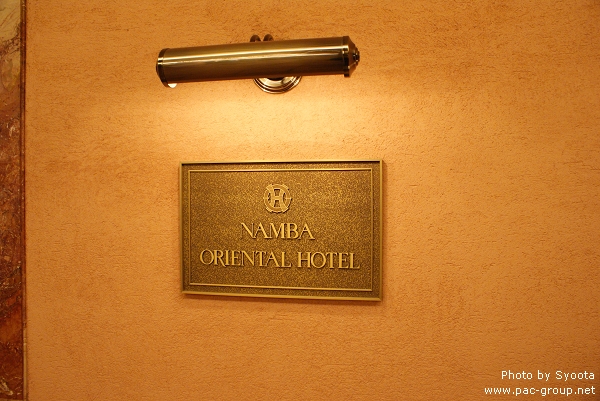 H
NAMBA
ORIENTAL HOTEL
Photo by Syoota
www.pac-group.net